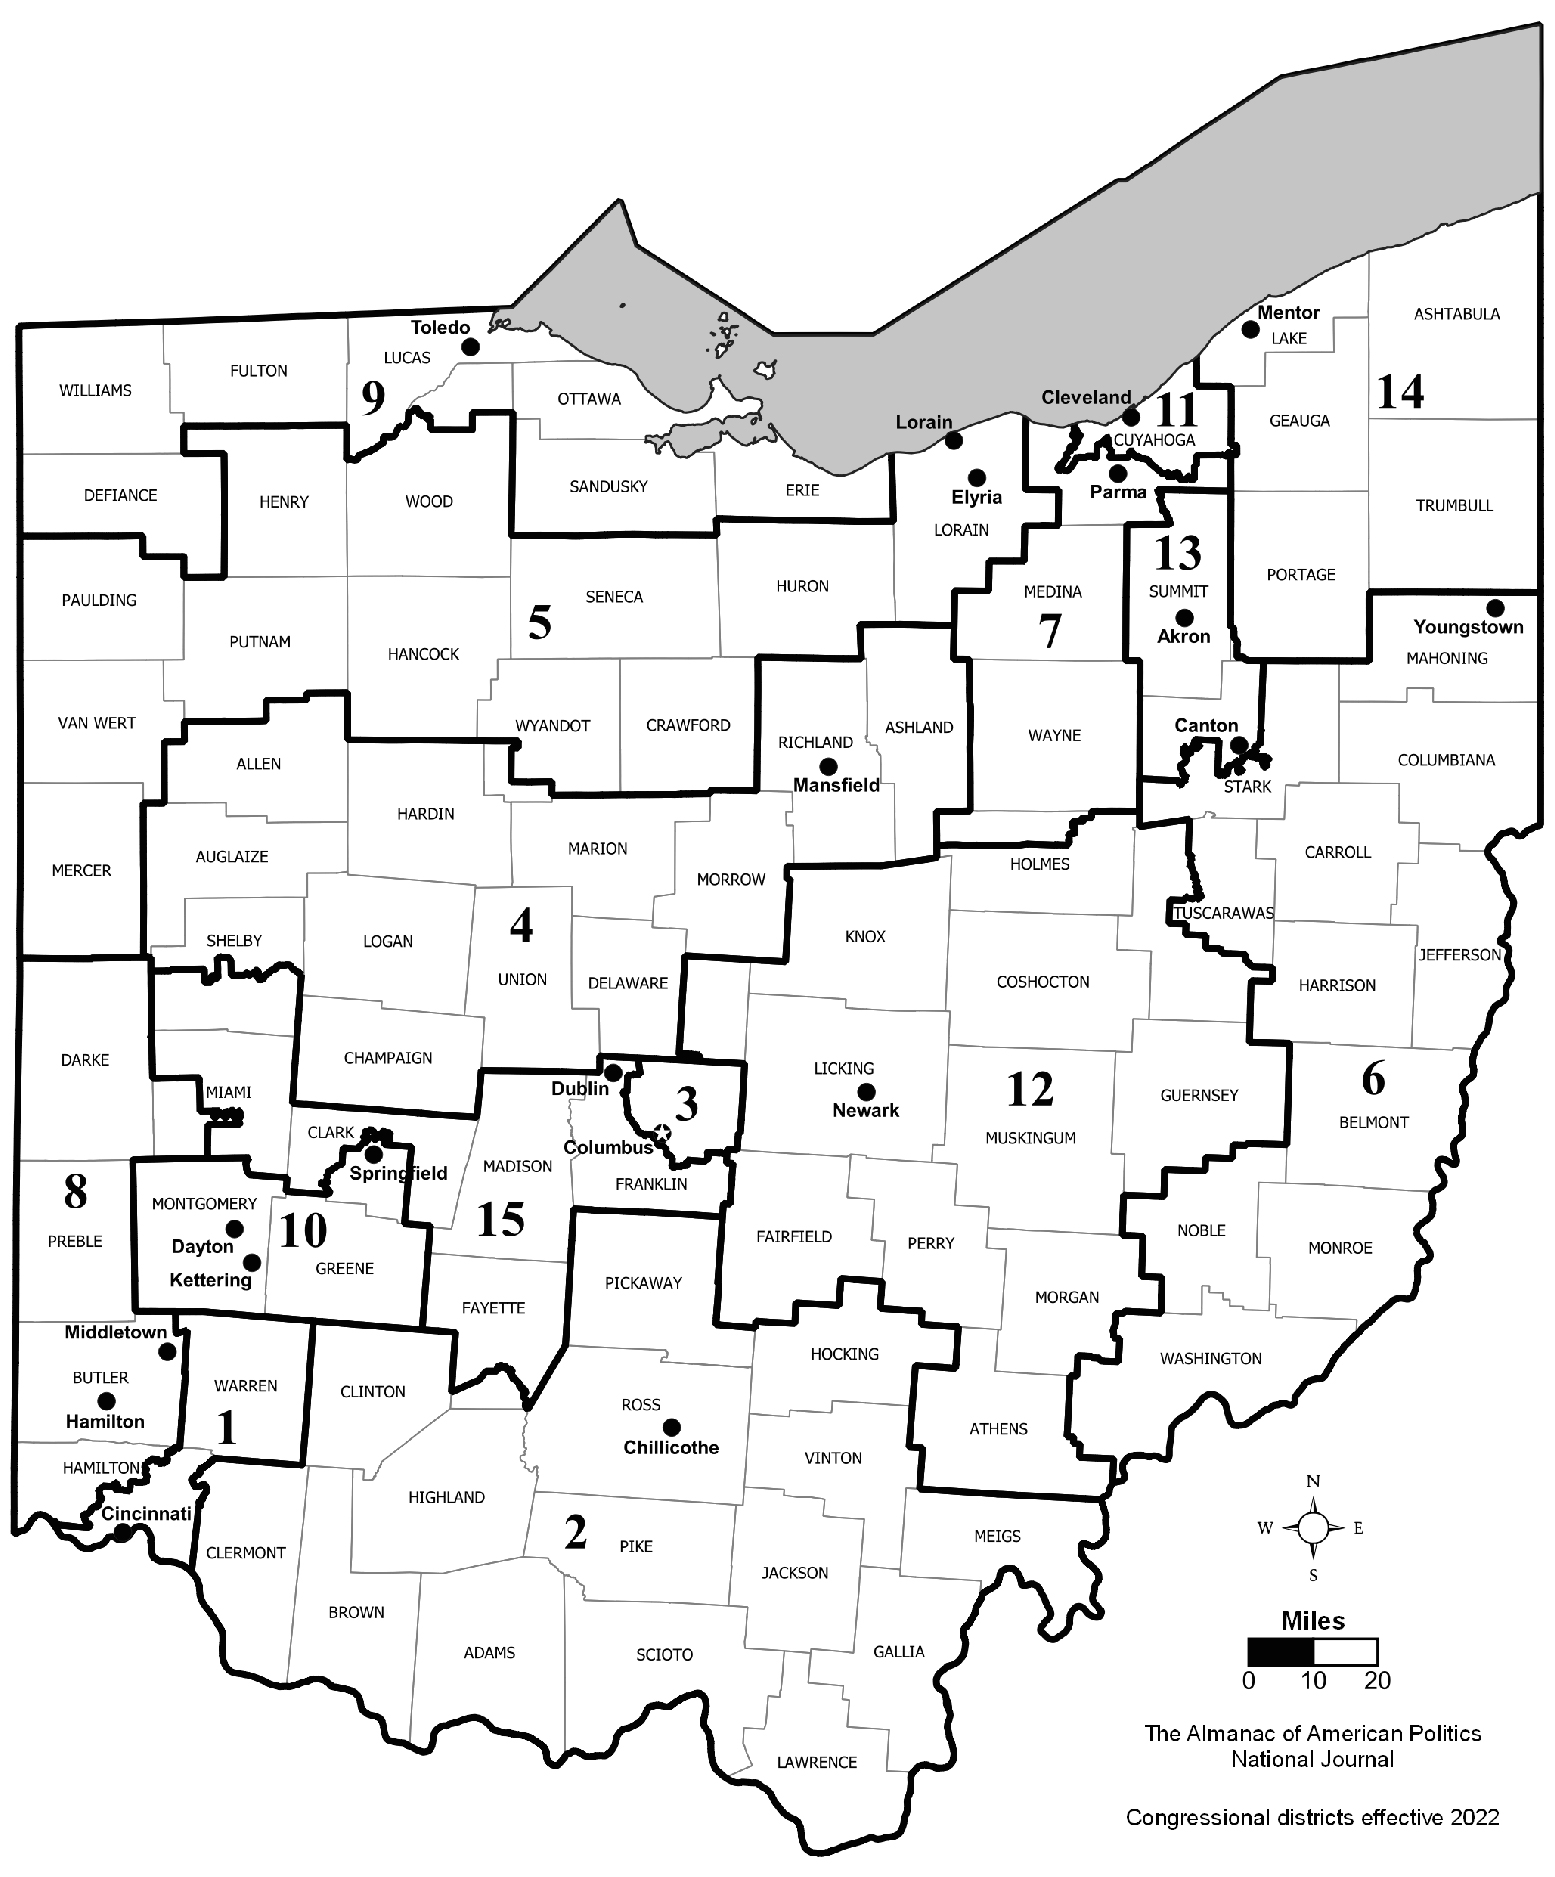 Toledo
Mentor
LUCAS
LAKE
ASHTABULA
FULTON
WILLIAMS
9
OTTAWA
Cleveland
11
14
Lorain
GEAUGA
CUYAHOGA
DEFIANCE
HENRY
WOOD
SANDUSKY
ERIE
Elyria
Parma
TRUMBULL
LORAIN
13
PORTAGE
PAULDING
SENECA
HURON
MEDINA
SUMMIT
5
7
Akron
Youngstown
PUTNAM
HANCOCK
MAHONING
VAN WERT
WYANDOT
CRAWFORD
RICHLAND
ASHLAND
WAYNE
Canton
ALLEN
Mansfield
COLUMBIANA
STARK
HARDIN
MERCER
AUGLAIZE
MARION
HOLMES
CARROLL
MORROW
TUSCARAWAS
4
SHELBY
LOGAN
KNOX
JEFFERSON
UNION
DELAWARE
COSHOCTON
HARRISON
DARKE
CHAMPAIGN
LICKING
12
6
Dublin
MIAMI
3
Newark
GUERNSEY
BELMONT
CLARK
Columbus
MUSKINGUM
Springfield
MADISON
8
FRANKLIN
MONTGOMERY
10
15
Dayton
PREBLE
FAIRFIELD
PERRY
NOBLE
MONROE
Kettering
GREENE
PICKAWAY
MORGAN
FAYETTE
Middletown
HOCKING
WASHINGTON
BUTLER
WARREN
CLINTON
Hamilton
1
ROSS
ATHENS
Chillicothe
HAMILTON
VINTON
HIGHLAND
Cincinnati
N
W
E
S
2
PIKE
MEIGS
CLERMONT
JACKSON
BROWN
ADAMS
SCIOTO
GALLIA
LAWRENCE
Miles
0 10 20
The Almanac of American Politics
National Journal
Congressional districts effective 2022